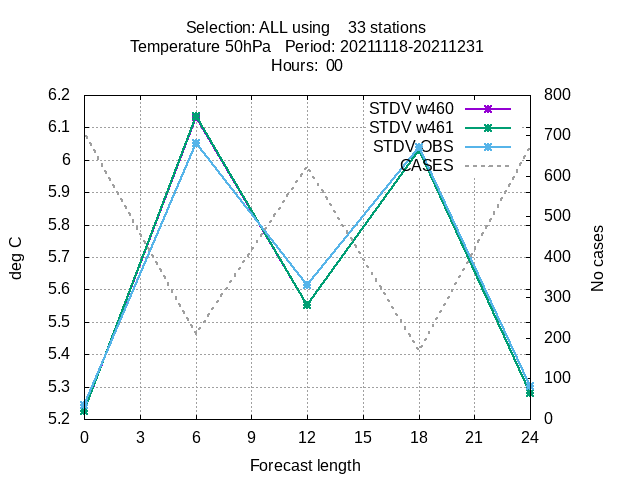 Selection: ALL using 33 stations
Temperature 50hPa Period: 20211118-20211231
Hours: 00
6.2
6.1
6
5.9
5.8
5.7
5.6
5.5
5.4
5.3
5.2
deg C
STDV w460
STDV w461
STDV OBS
CASES
800
700
600
500
400
300
200
100
0
No cases
0 3 6 9 12 15 18 21 24
Forecast length